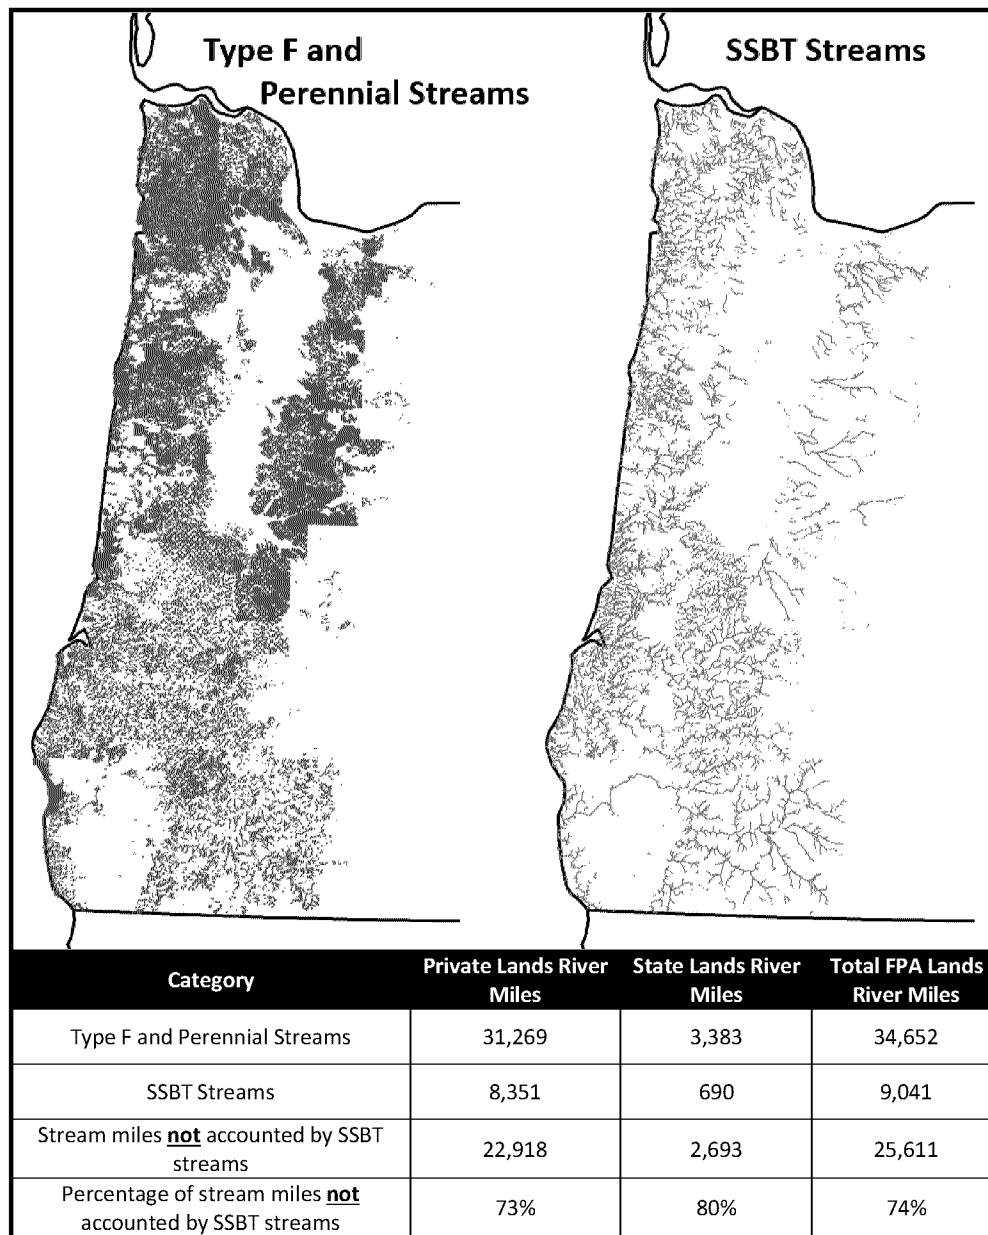 Type F and
Perennial Streams
SSBT Streams
Category
Private Lands River
Miles
State Lands River
Miles
Total FPA Lands
River Miles
Type F and Perennial Streams
31,269
3,383
34,652
SSBT Streams
8,351
690
9,041
Stream miles not accounted by SSBT
streams
22,918
2,693
25,611
Percentage of stream miles not
accounted by SSBT streams
73%
80%
74%